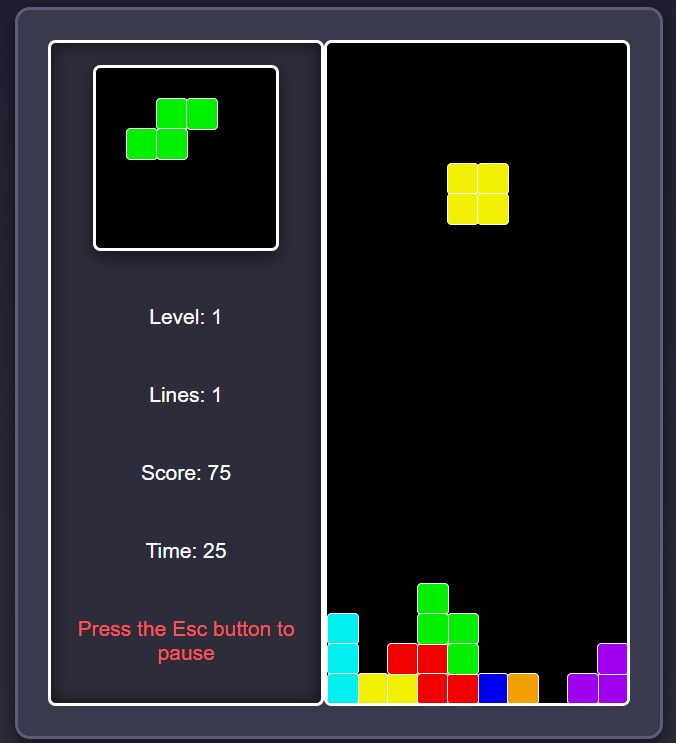 Level: 1
Lines: 1
Score: 75
Time: 25
Press the Esc button to
pause